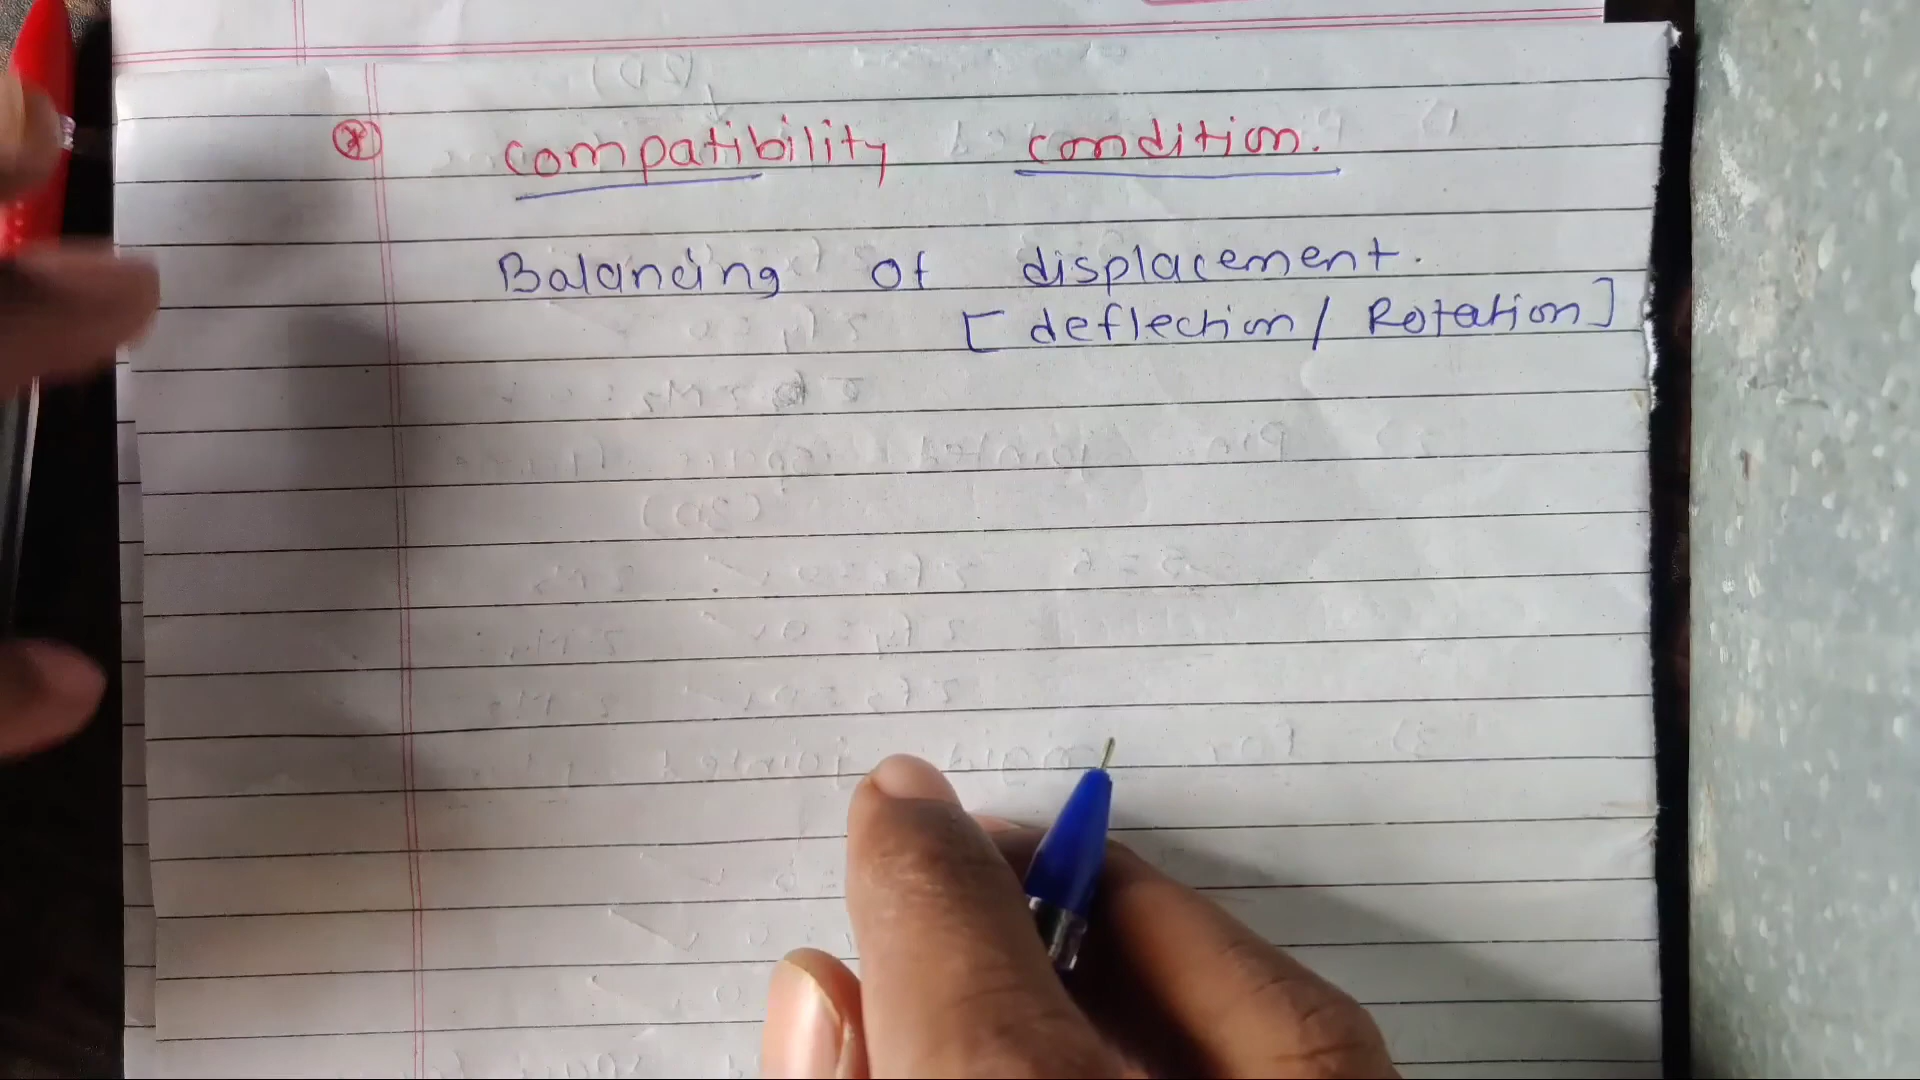 compatibility condition.
Balancing of displacement.
[deflection / Rotation]